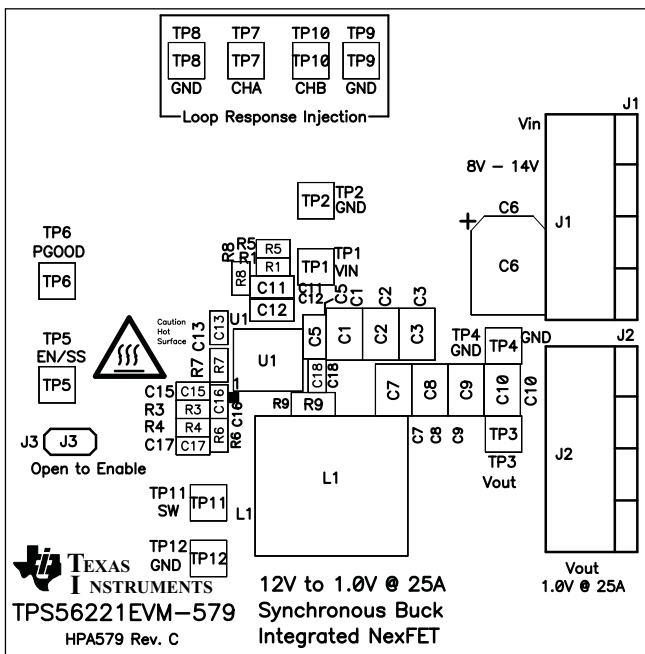 TP8 TP7 TP10 TP9
TP8 TP7 TP10 TP9
GND CHA CHB GND
Loop Response Injection
J1
Vin
8V - 14V
C6
J1
C6
TP2
TP2
GND
TP6
PGOOD
TP6
R8 R5 R5
R1 R1
R8
TP1
TP1
VIN
C11
C11
C12
C12
C5 C1 C2 C3
TP5
EN/SS
TP5
Caution
Hot
Surface
C13 C13
U1
U1
C5 C1 C2 C3
TP4
GND
TP4
GND
J2
R7 R7
C18 C18
1
C15 C15
R3 R3
R4 R4
C17 C17
C16 C16
R6 R6
R9 R9
C7 C8 C9 C10 C10
C7 C8 C9
TP3
TP3
Vout
J2
J3 J3
Open to Enable
L1
L1
TP11
SW
TP11
TP12
GND
TP12
TEXAS
INSTRUMENTS
Vout
1.0V @ 25A
TPS56221EVM-579
HPA579 Rev. C
12V to 1.0V @ 25A
Synchronous Buck
Integrated NexFET